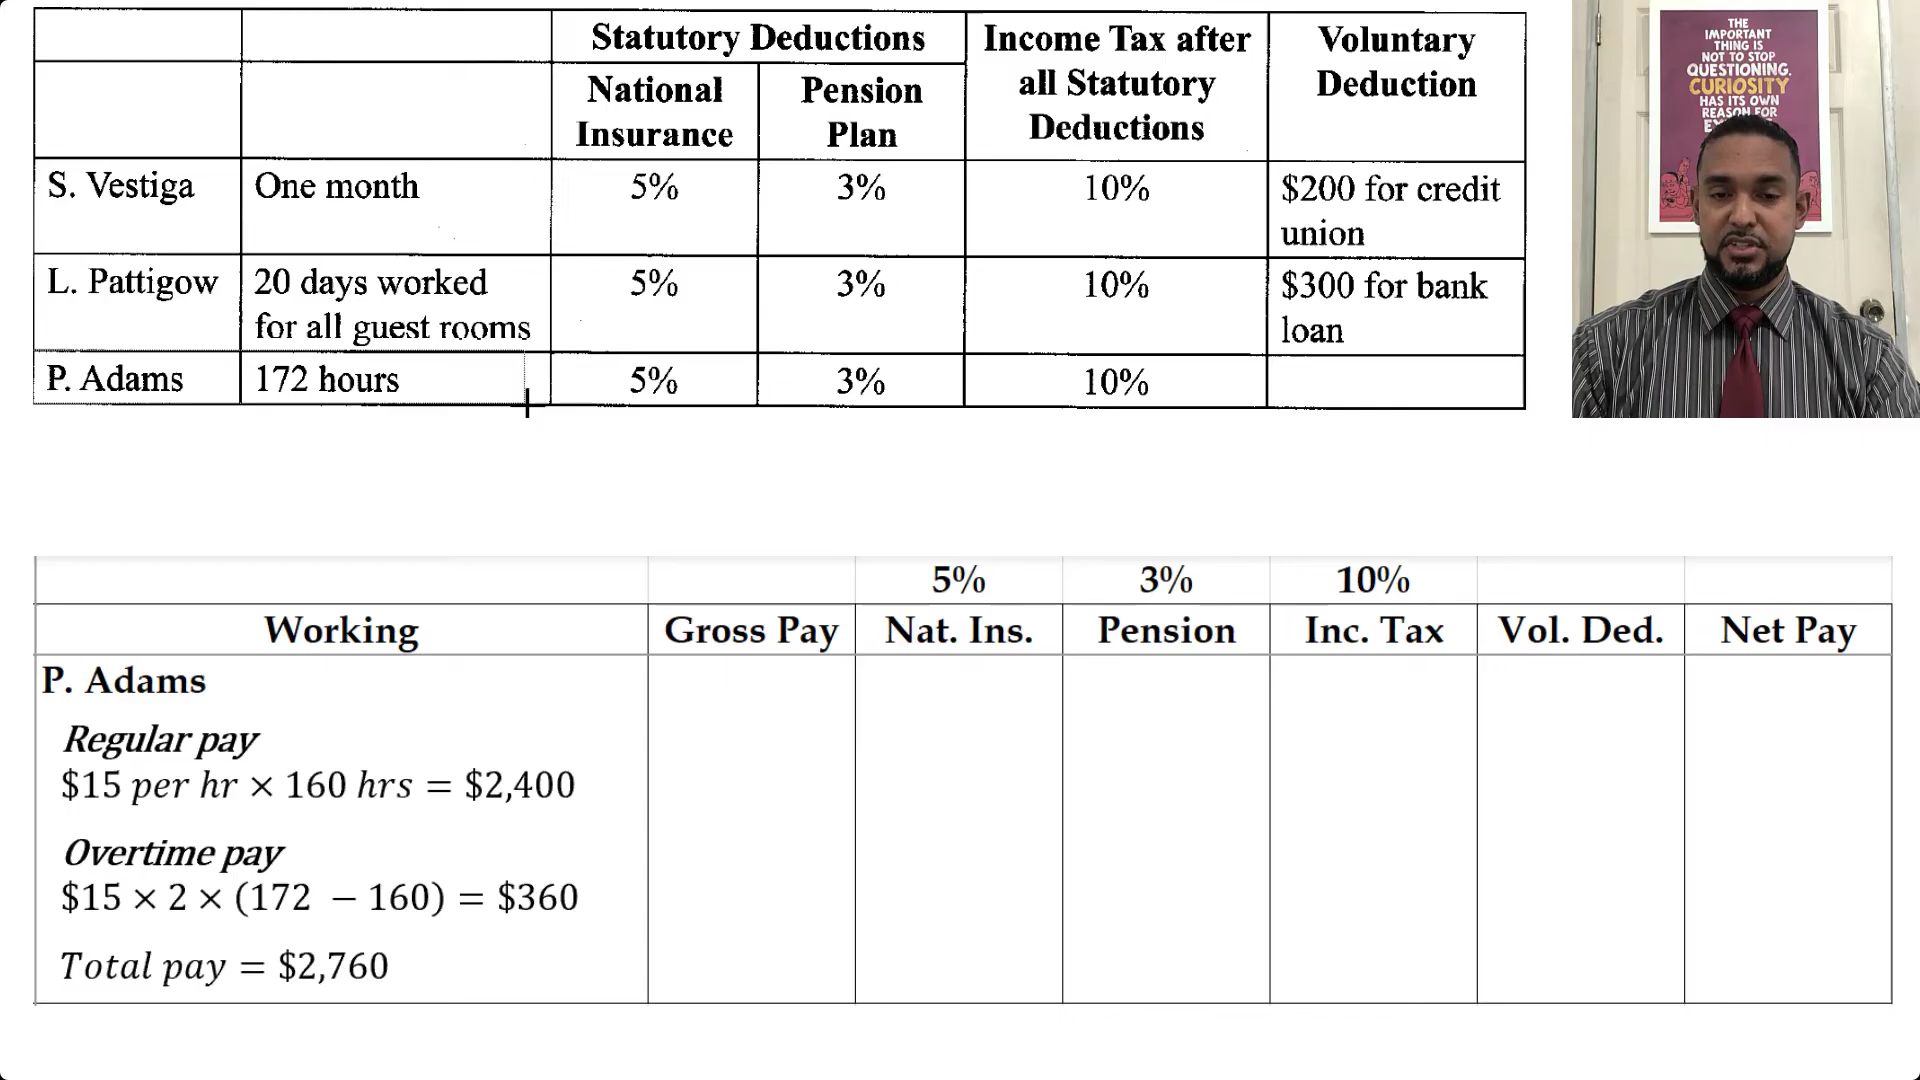 Statutory Deductions
Income Tax after
all Statutory
Deductions
Voluntary
Deduction
National
Insurance
Pension
Plan
S. Vestiga One month 5% 3% 10% $200 for credit
union
L. Pattigow 20 days worked
for all guest rooms 5% 3% 10% $300 for bank
loan
P. Adams 172 hours 5% 3% 10%
THE
IMPORTANT
THING IS
NOT TO STOP
QUESTIONING.
CURIOSITY
HAS ITS OWN
REASON FOR
5% 3% 10%
Working Gross Pay Nat. Ins. Pension Inc. Tax Vol. Ded. Net Pay
P. Adams
Regular pay
$15 per hr × 160 hrs = $2,400
Overtime pay
$15 × 2 × (172 − 160) = $360
Total pay = $2,760